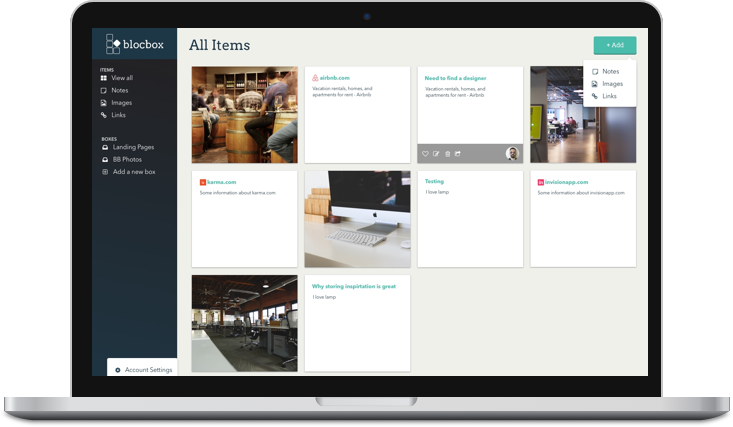 blocbox
ITEMS
View all
Notes
Images
Links
BOXES
Landing Pages
BB Photos
Add a new box
Account Settings
All Items
+ Add
Notes
Images
Links
airbnb.com
Vacation rentals, homes, and
apartments for rent - Airbnb
Need to find a designer
Vacation rentals, homes, and
apartments for rent - Airbnb
karma.com
Some information about karma.com
Testing
I love lamp
invisionapp.com
Some information about invisionapp.com
Why storing inspirtation is great
I love lamp